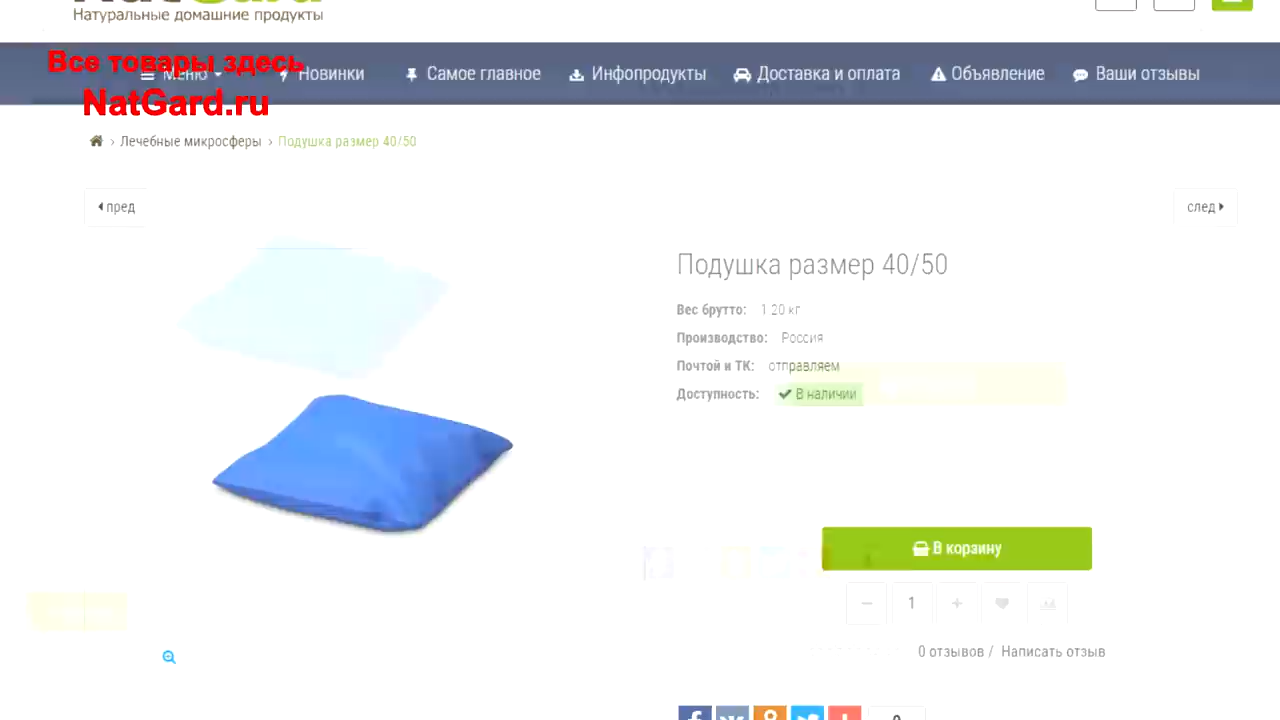 Натуральные домашние продукты
Все товары здесь
Меню
Новинки
Самое главное
Инфопродукты
Доставка и оплата
Объявление
Ваши отзывы
NatGard.ru
Лечебные микросферы › Подушка размер 40/50
пред
след
Подушка размер 40/50
Вес брутто: 1.20 кг
Производство: Россия
Почтой и ТК: отправляем
Доступность: В наличии
В корзину
1
0 отзывов / Написать отзыв